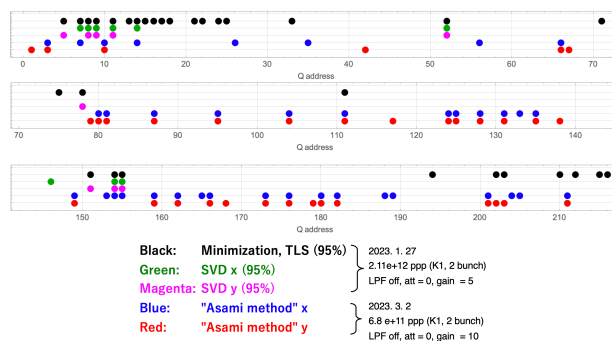 0 10 20 30 40 50 60 70
Q address
70 80 90 100 110 120 130 140
Q address
150 160 170 180 190 200 210
Q address
Black: Minimization, TLS (95%)
Green: SVD x (95%)
Magenta: SVD y (95%)
2023. 1. 27
2.11e+12 ppp (K1, 2 bunch)
LPF off, att = 0, gain = 5
Blue: "Asami method" x
Red: "Asami method" y
2023. 3. 2
6.8 e+11 ppp (K1, 2 bunch)
LPF off, att = 0, gain = 10